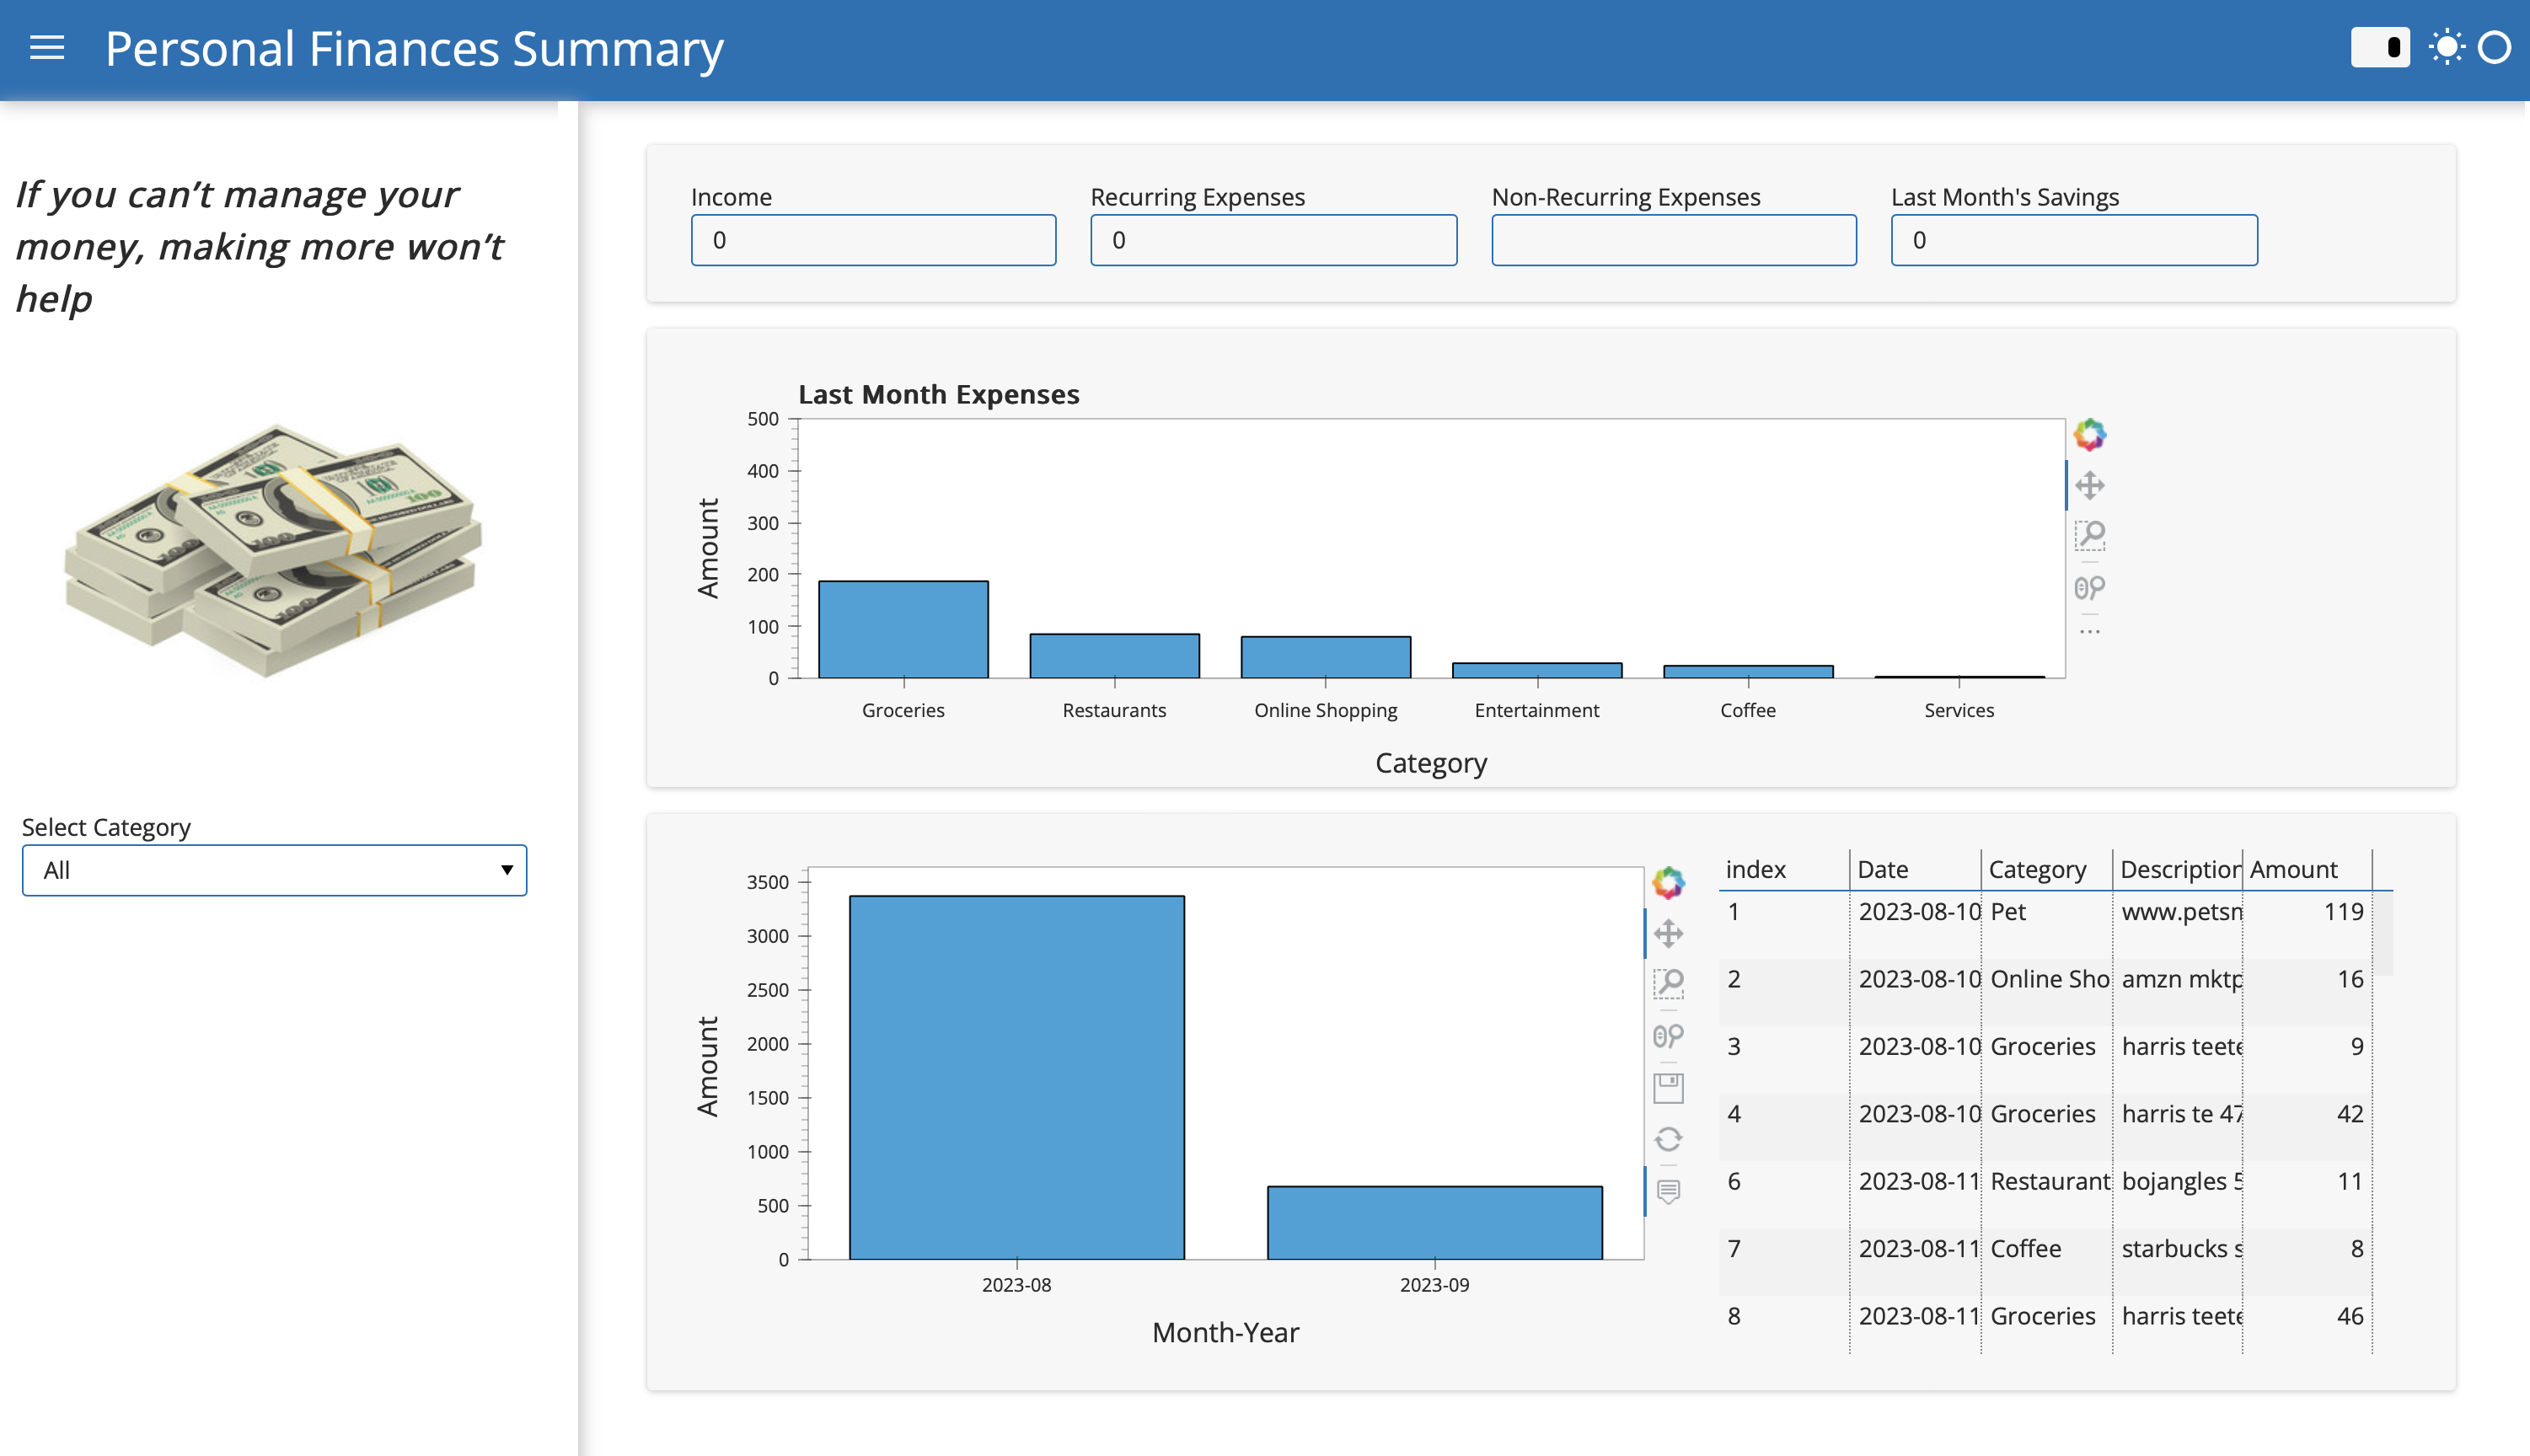 Personal Finances Summary
If you can’t manage your
money, making more won’t
help
Select Category
All
Income
Recurring Expenses
Non-Recurring Expenses
Last Month's Savings
0
0
0
Last Month Expenses
Amount
500
400
300
200
100
0
Groceries
Restaurants
Online Shopping
Entertainment
Coffee
Services
Category
Amount
3500
3000
2500
2000
1500
1000
500
0
2023-08
2023-09
Month-Year
index Date Category Description Amount
1 2023-08-10 Pet www.petsm 119
2 2023-08-10 Online Sho amzn mktp 16
3 2023-08-10 Groceries harris teete 9
4 2023-08-10 Groceries harris te 47 42
6 2023-08-11 Restaurant bojangles 5 11
7 2023-08-11 Coffee starbucks s 8
8 2023-08-11 Groceries harris teete 46